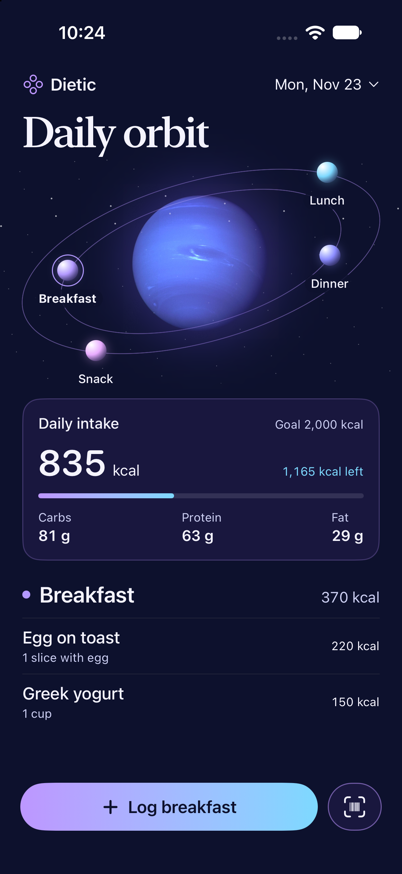 10:24
Dietic
Mon, Nov 23
Daily orbit
Lunch
Dinner
Breakfast
Snack
Daily intake
Goal 2,000 kcal
835 kcal
1,165 kcal left
Carbs
Protein
Fat
81 g
63 g
29 g
Breakfast
370 kcal
Egg on toast
220 kcal
1 slice with egg
Greek yogurt
150 kcal
1 cup
+ Log breakfast